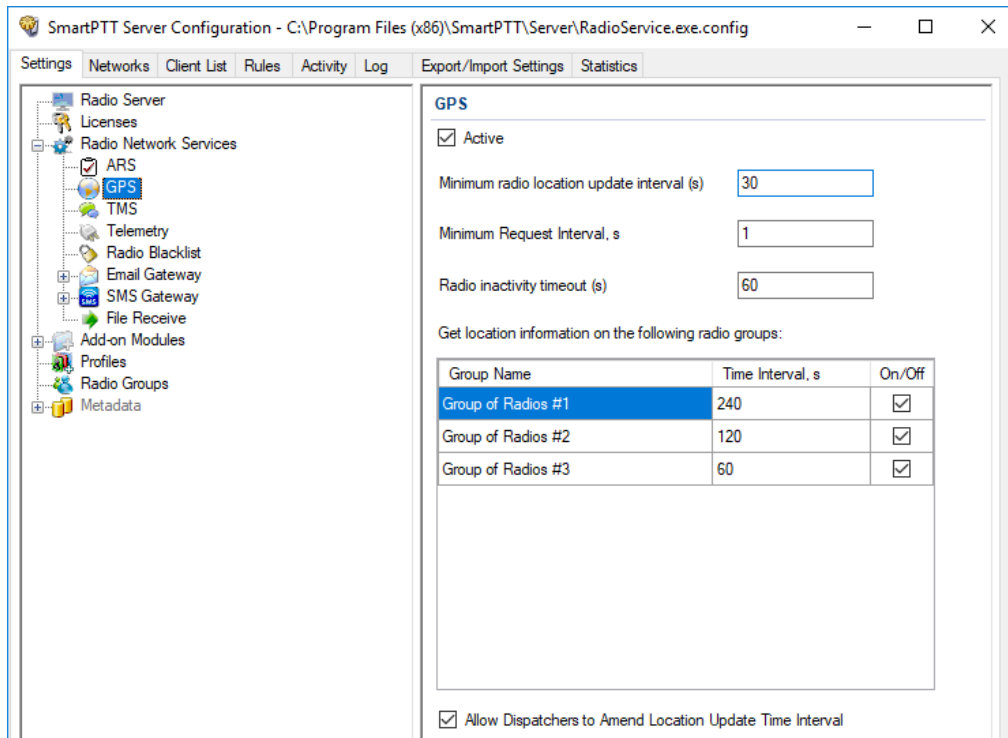 SmartPTT Server Configuration - C:\Program Files (x86)\SmartPTT\Server\RadioService.exe.config
Settings Networks Client List Rules Activity Log Export/Import Settings Statistics
Radio Server
Licenses
Radio Network Services
ARS
GPS
TMS
Telemetry
Radio Blacklist
Email Gateway
SMS
SMS Gateway
File Receive
Add-on Modules
Profiles
Radio Groups
Metadata
GPS
Active
Minimum radio location update interval (s) 30
Minimum Request Interval, s 1
Radio inactivity timeout (s) 60
Get location information on the following radio groups:
Group Name Time Interval, s On/Off
Group of Radios #1 240
Group of Radios #2 120
Group of Radios #3 60
Allow Dispatchers to Amend Location Update Time Interval